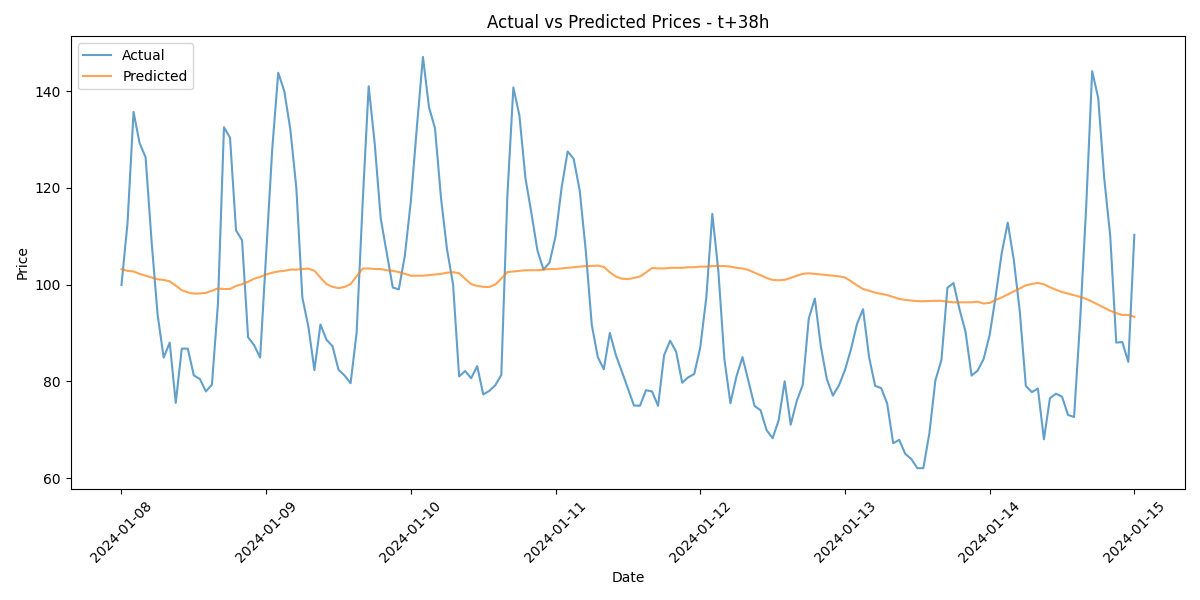 Actual vs Predicted Prices - t+38h
Actual
Predicted
Price
140
120
100
80
60
2024-01-08
2024-01-09
2024-01-10
2024-01-11
2024-01-12
2024-01-13
2024-01-14
2024-01-15
Date